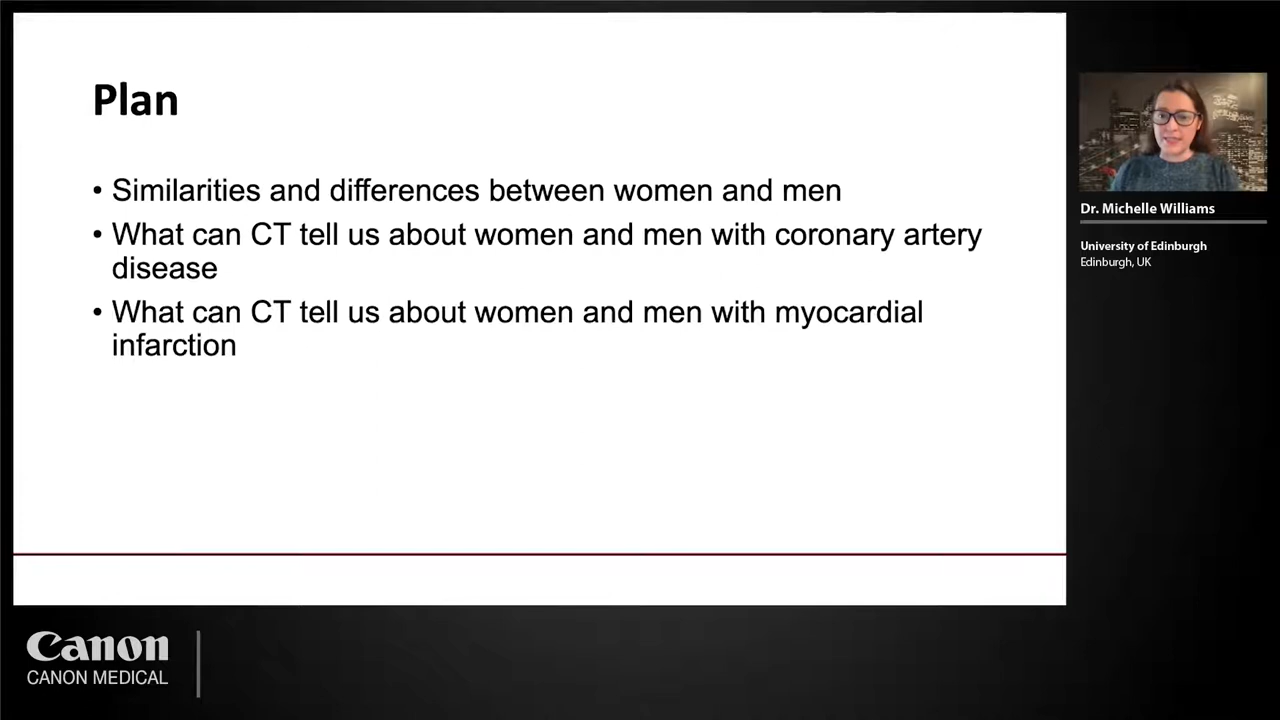 Plan
• Similarities and differences between women and men
• What can CT tell us about women and men with coronary artery
disease
• What can CT tell us about women and men with myocardial
infarction
Dr. Michelle Williams
University of Edinburgh
Edinburgh, UK
Canon
CANON MEDICAL